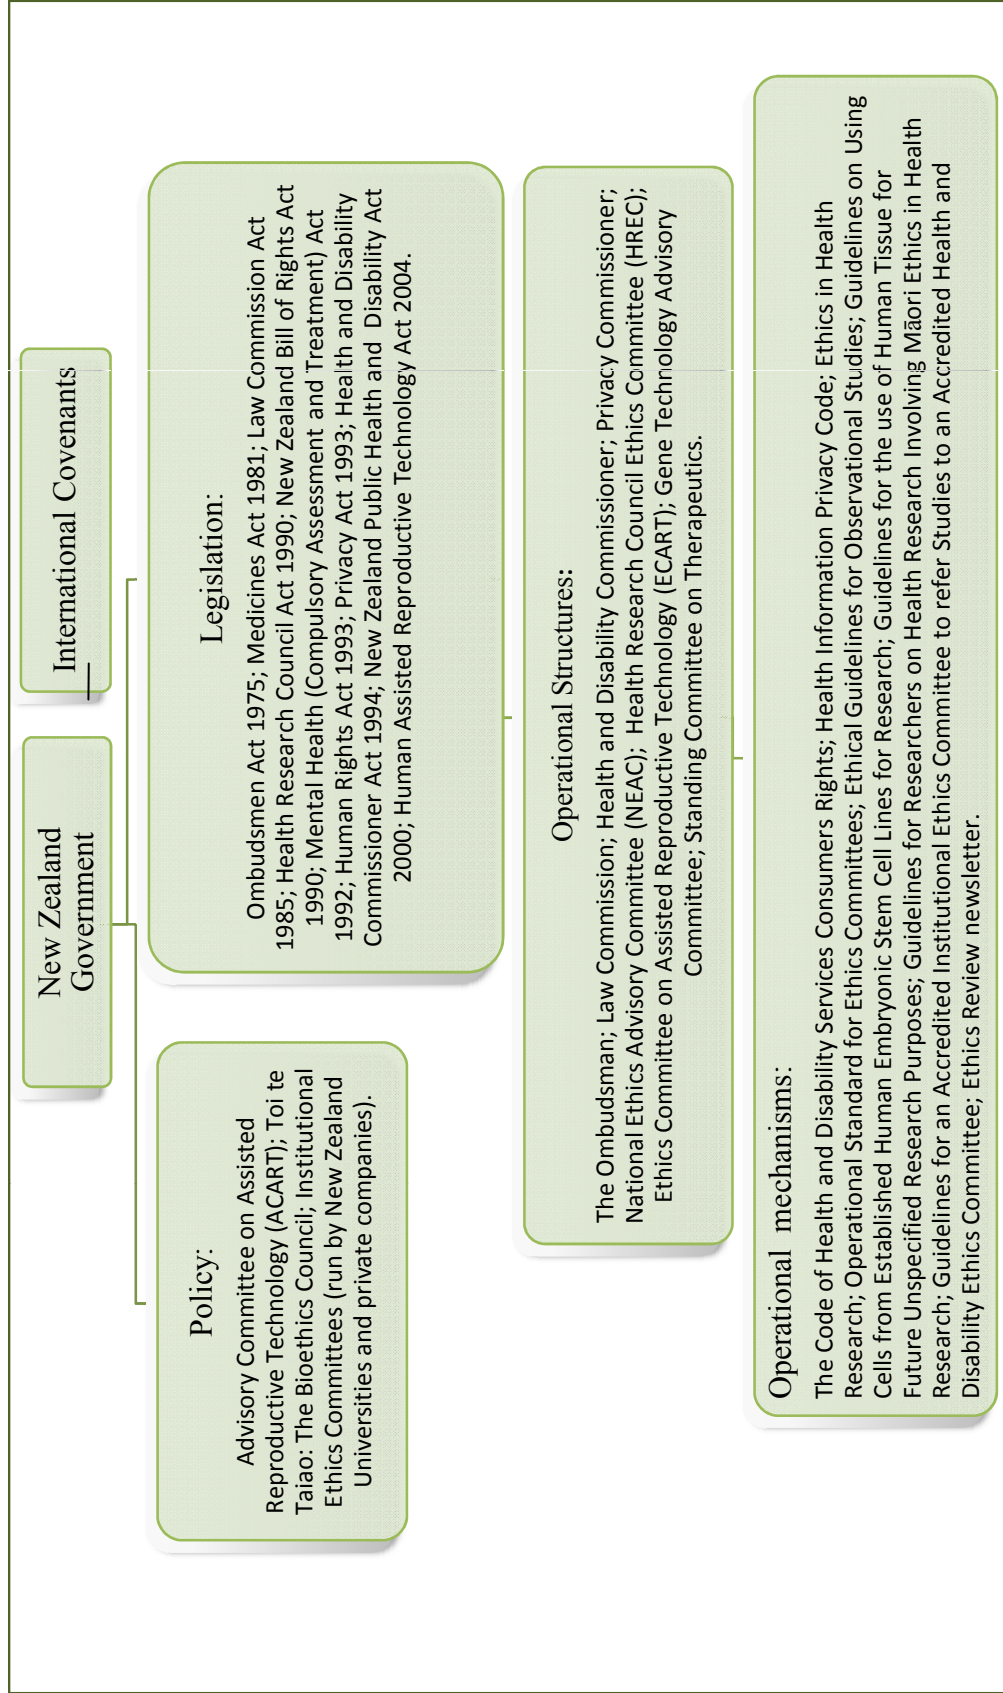 New Zealand
Government
International Covenants
Policy:
Advisory Committee on Assisted
Reproductive Technology (ACART); Toi te
Taiao: The Bioethics Council; Institutional
Ethics Committees (run by New Zealand
Universities and private companies).
Legislation:
Ombudsmen Act 1975; Medicines Act 1981; Law Commission Act
1985; Health Research Council Act 1990; New Zealand Bill of Rights Act
1990; Mental Health (Compulsory Assessment and Treatment) Act
1992; Human Rights Act 1993; Privacy Act 1993; Health and Disability
Commissioner Act 1994; New Zealand Public Health and Disability Act
2000; Human Assisted Reproductive Technology Act 2004.
Operational Structures:
The Ombudsman; Law Commission; Health and Disability Commissioner; Privacy Commissioner;
National Ethics Advisory Committee (NEAC); Health Research Council Ethics Committee (HREC);
Ethics Committee on Assisted Reproductive Technology (ECART); Gene Technology Advisory
Committee; Standing Committee on Therapeutics.
Operational mechanisms:
The Code of Health and Disability Services Consumers Rights; Health Information Privacy Code; Ethics in Health
Research; Operational Standard for Ethics Committees; Ethical Guidelines for Observational Studies; Guidelines on Using
Cells from Established Human Embryonic Stem Cell Lines for Research; Guidelines for the use of Human Tissue for
Future Unspecified Research Purposes; Guidelines for Researchers on Health Research Involving Māori Ethics in Health
Research; Guidelines for an Accredited Institutional Ethics Committee to refer Studies to an Accredited Health and
Disability Ethics Committee; Ethics Review newsletter.